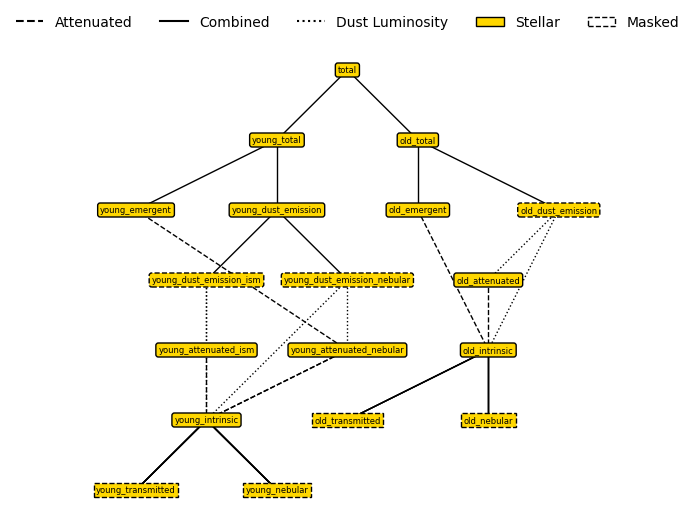 Attenuated Combined Dust Luminosity Stellar Masked
total
young_total old_total
young_emergent young_dust_emission old_emergent old_dust_emission
young_dust_emission_ism young_dust_emission_nebular old_attenuated
young_attenuated_ism young_attenuated_nebular old_intrinsic
young_intrinsic old_transmitted old_nebular
young_transmitted young_nebular